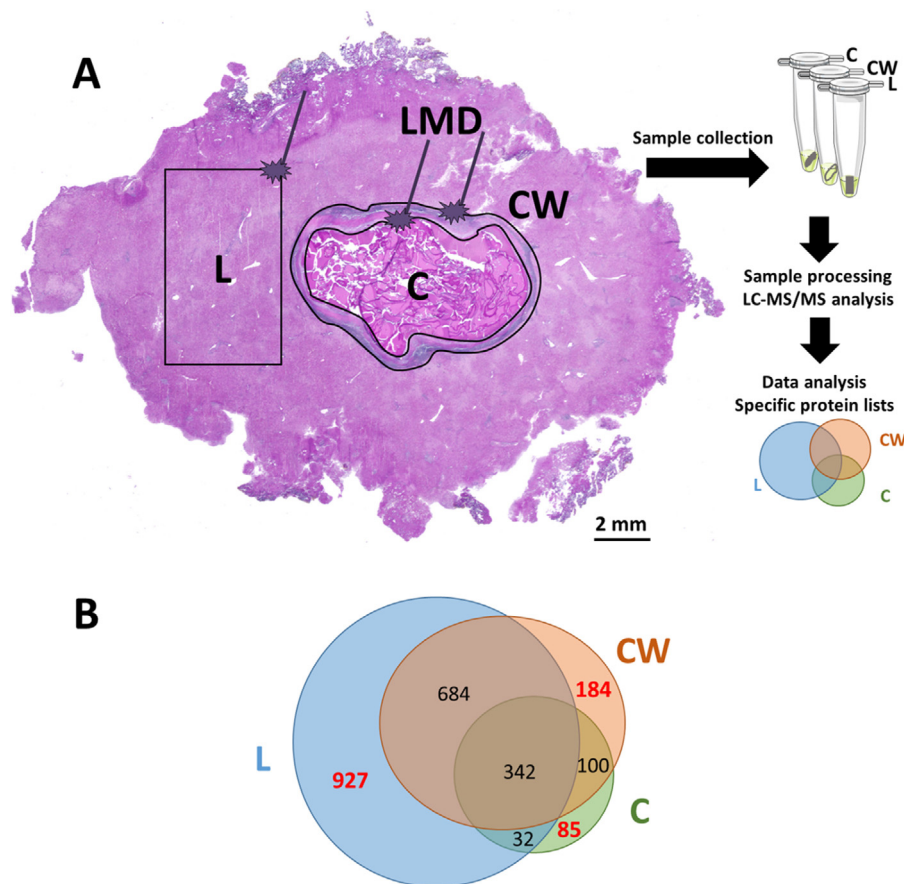 A
LMD
CW
L
C
2 mm
Sample collection
C
CW
L
Sample processing
LC-MS/MS analysis
Data analysis
Specific protein lists
CW
L
C
B
CW
184
684
L
927
342
100
C
85
32